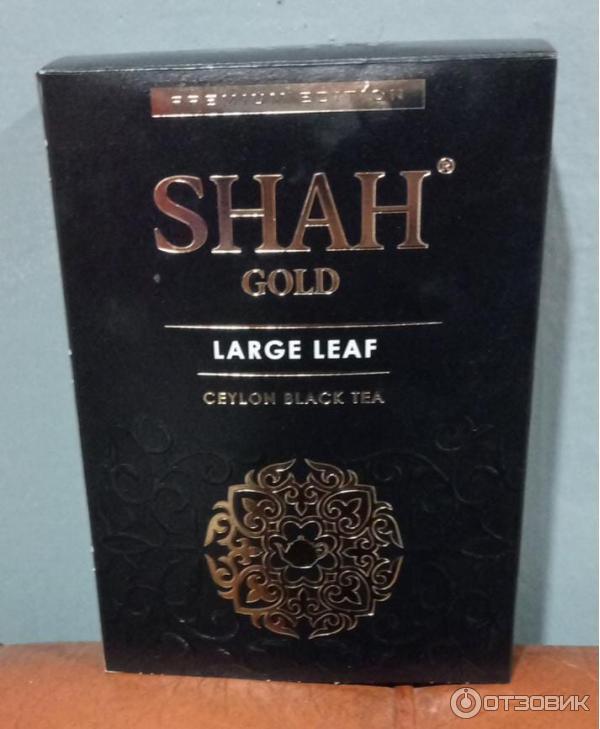 PREMIUM EDITION
SHAH®
GOLD
LARGE LEAF
CEYLON BLACK TEA
ОТЗОВИК